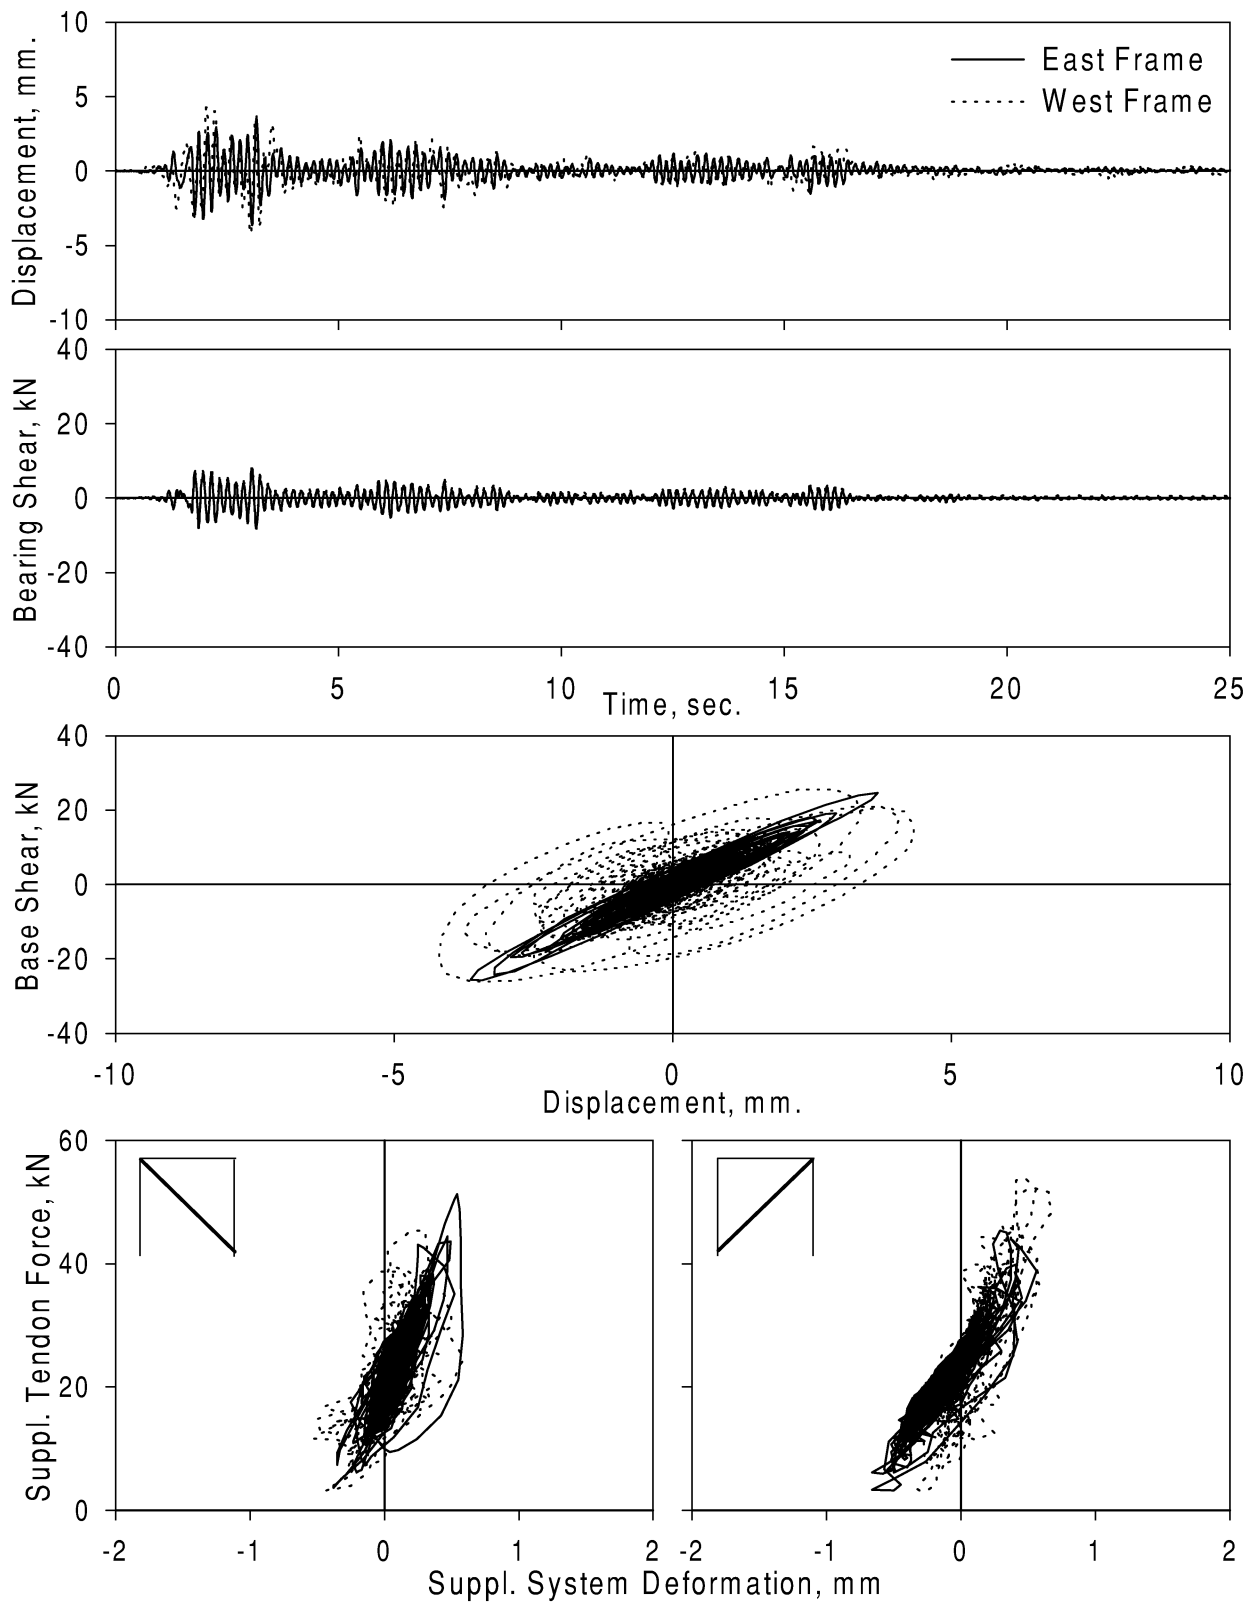 10
5
0
-5
-10
Displacement, mm.
East Frame
West Frame
40
20
0
-20
-40
Bearing Shear, kN
0 5 10 15 20 25
Time, sec.
40
20
0
-20
-40
Base Shear, kN
-10 -5 0 5 10
Displacement, mm.
60
40
20
0
Suppl. Tendon Force, kN
-2 -1 0 1 2 -2 -1 0 1 2
Suppl. System Deformation, mm